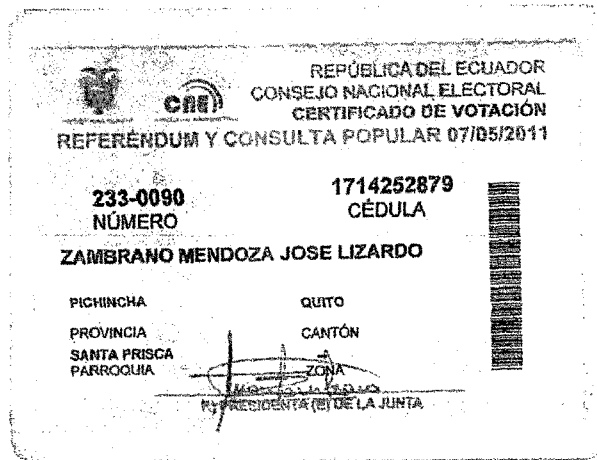 REPÚBLICA DEL ECUADOR
CNE
CONSEJO NACIONAL ELECTORAL
CERTIFICADO DE VOTACIÓN
REFERÉNDUM Y CONSULTA POPULAR 07/05/2011
233-0090
NÚMERO
1714252879
CÉDULA
ZAMBRANO MENDOZA JOSE LIZARDO
PICHINCHA
QUITO
PROVINCIA
CANTÓN
SANTA PRISCA
PARROQUIA
ZONA
F) PRESIDENTA (E) DE LA JUNTA